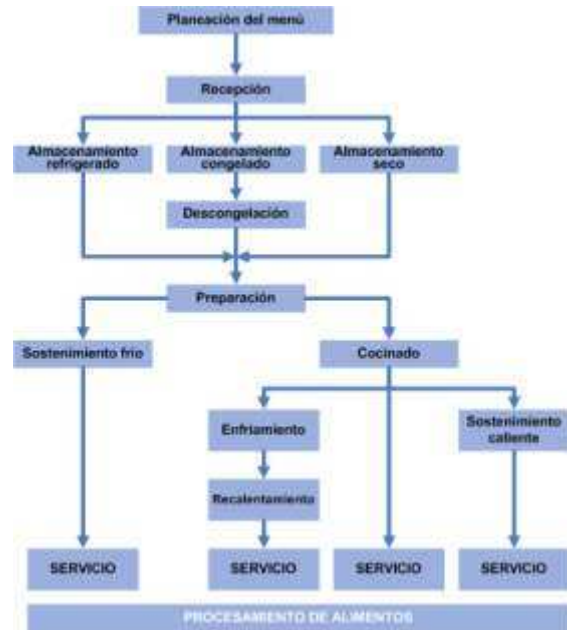 Planeación del menú
Recepción
Almacenamiento
refrigerado
Almacenamiento
congelado
Almacenamiento
seco
Descongelación
Preparación
Sostenimiento frío
Cocinado
Enfriamiento
Sostenimiento
caliente
Recalentamiento
SERVICIO
SERVICIO
SERVICIO
SERVICIO
PROCESAMIENTO DE ALIMENTOS